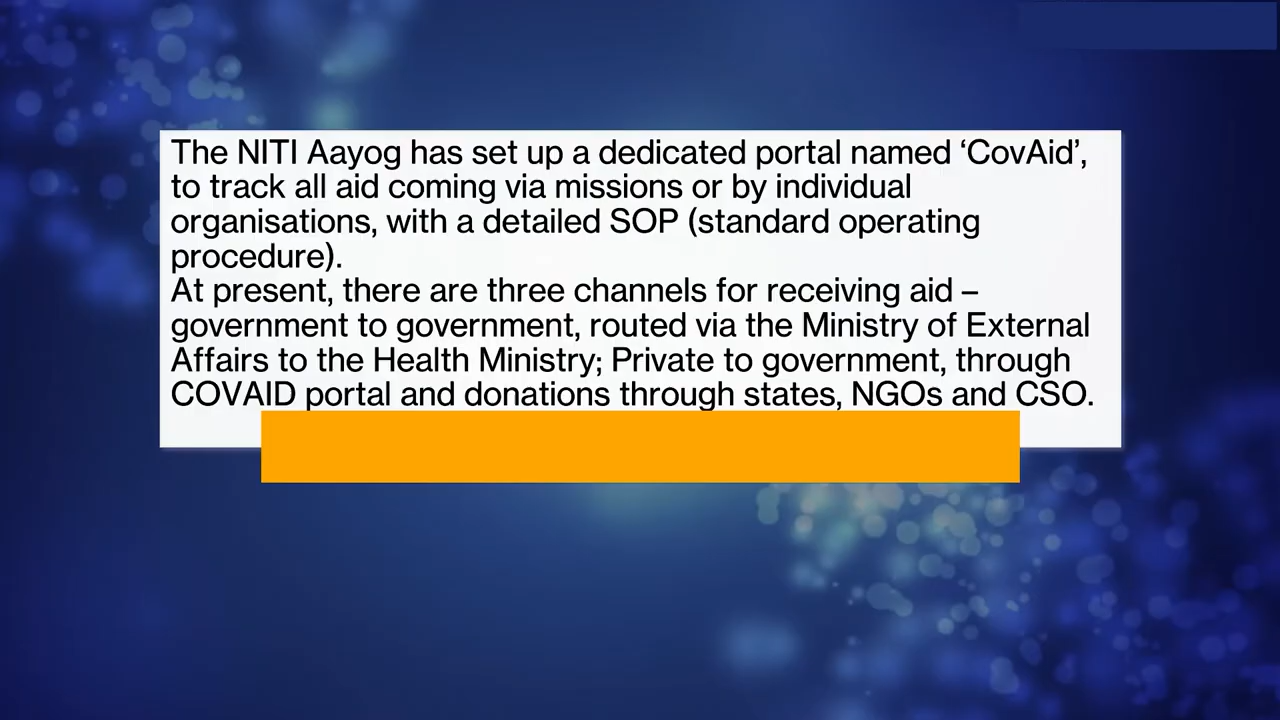 The NITI Aayog has set up a dedicated portal named ‘CovAid’,
to track all aid coming via missions or by individual
organisations, with a detailed SOP (standard operating
procedure).
At present, there are three channels for receiving aid –
government to government, routed via the Ministry of External
Affairs to the Health Ministry; Private to government, through
COVAID portal and donations through states, NGOs and CSO.